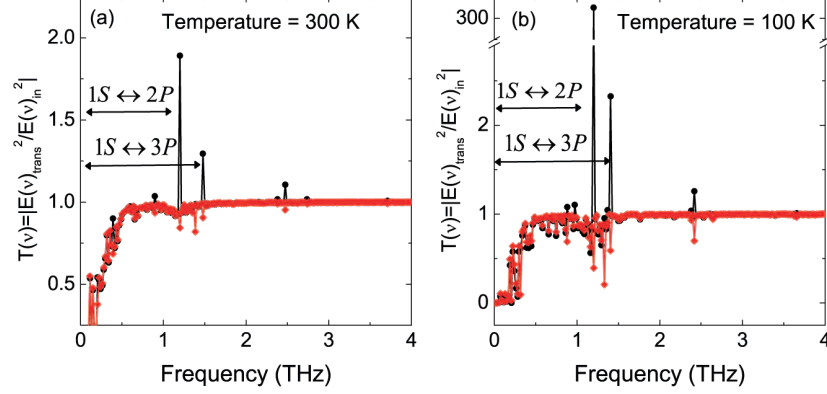 (a) Temperature = 300 K
2.0
1.5
1.0
0.5
1S ↔ 2P
1S ↔ 3P
T(ν)=|E(ν)trans²/E(ν)in²|
0 1 2 3 4
Frequency (THz)
(b) Temperature = 100 K
300
2
1
0
1S ↔ 2P
1S ↔ 3P
T(ν)=|E(ν)trans²/E(ν)in²|
0 1 2 3 4
Frequency (THz)